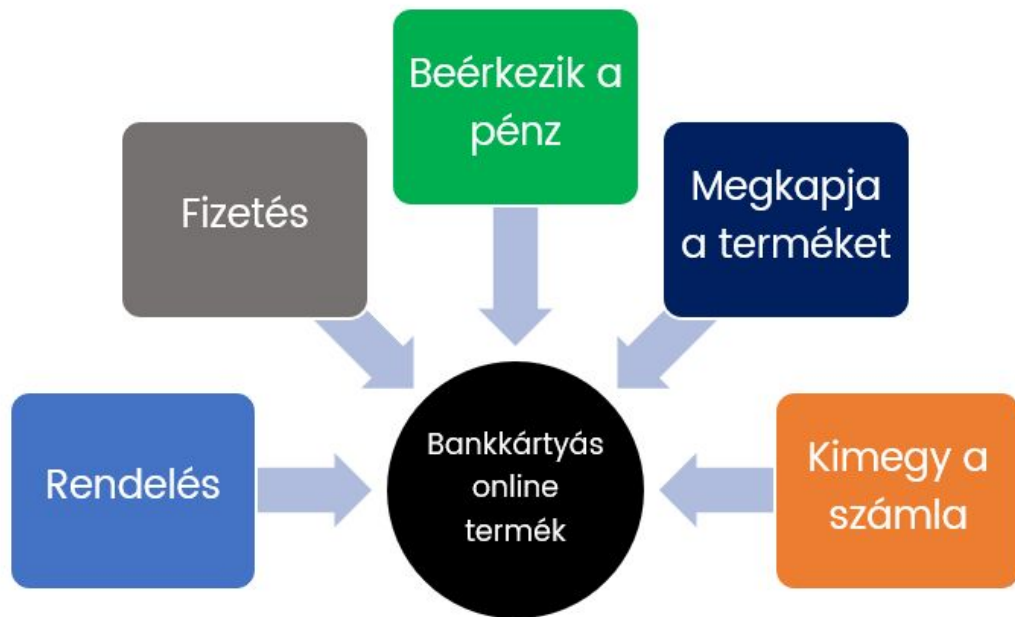 Beérkezik a
pénz
Fizetés
Megkapja
a terméket
Rendelés
Bankkártyás
online
termék
Kimegy a
számla